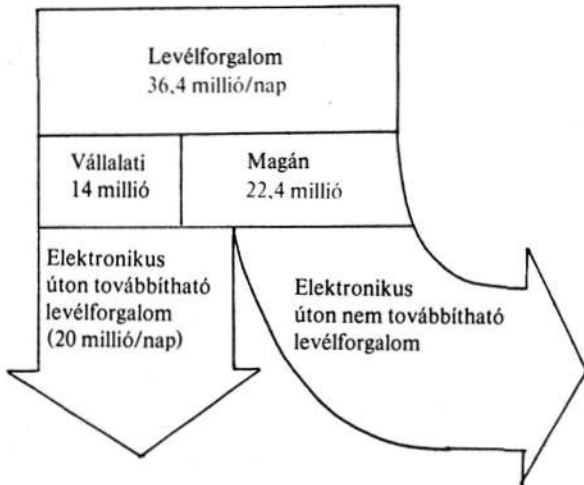 Levélforgalom
36,4 millió/nap
Vállalati
14 millió
Magán
22,4 millió
Elektronikus
úton továbbítható
levélforgalom
(20 millió/nap)
Elektronikus
úton nem továbbítható
levélforgalom